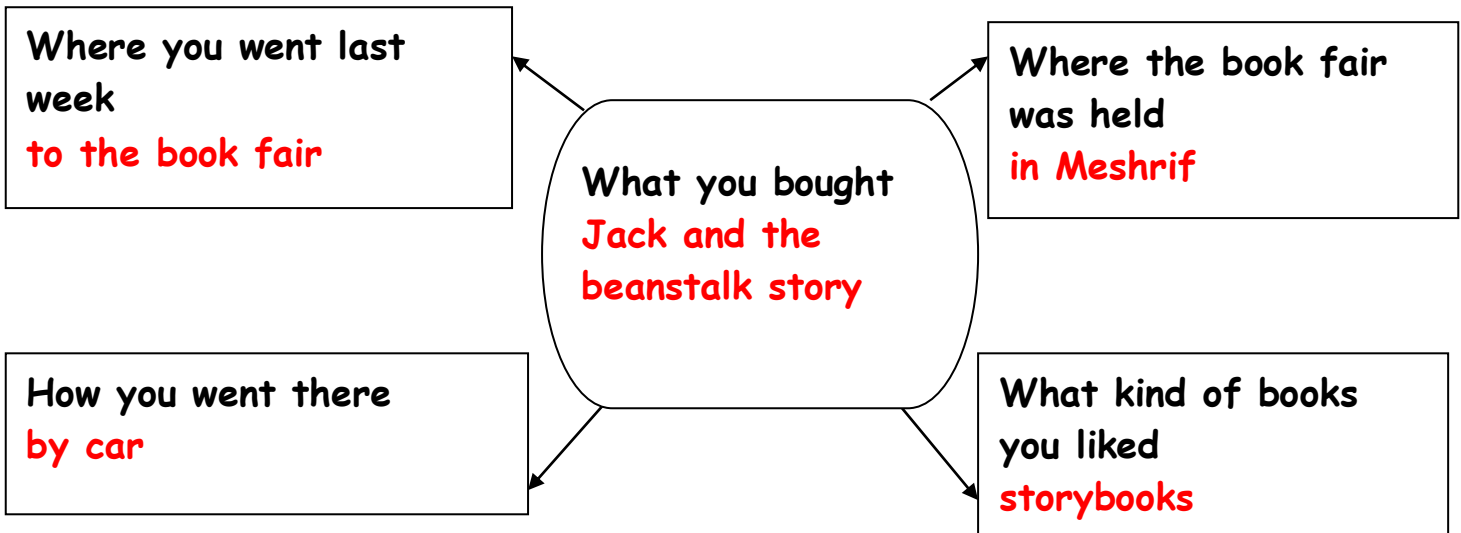 Where you went last
week
to the book fair
Where the book fair
was held
in Meshrif
What you bought
Jack and the
beanstalk story
How you went there
by car
What kind of books
you liked
storybooks